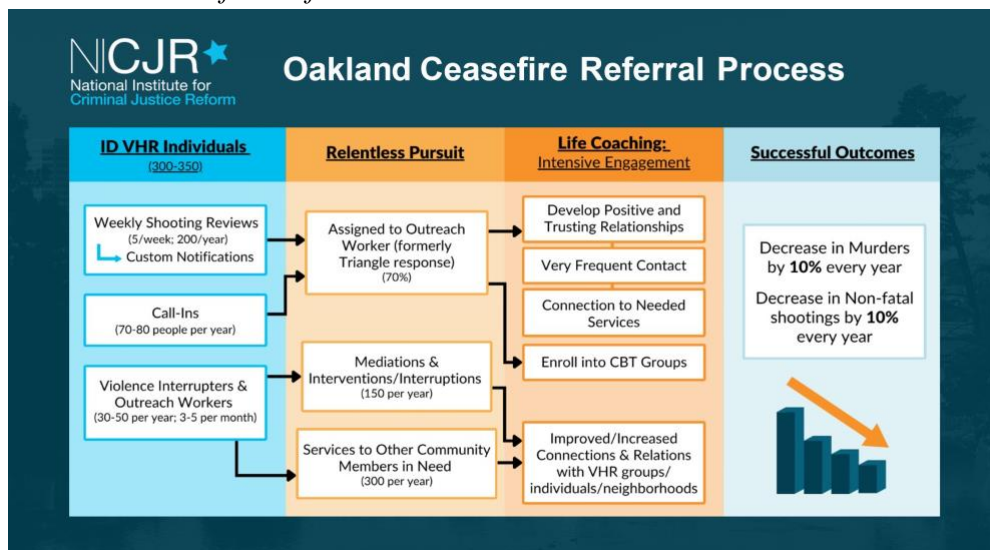 NICJR
National Institute for
Criminal Justice Reform
Oakland Ceasefire Referral Process
ID VHR Individuals
(300-350)
Weekly Shooting Reviews
(5/week; 200/year)
Custom Notifications
Call-Ins
(70-80 people per year)
Violence Interrupters &
Outreach Workers
(30-50 per year; 3-5 per month)
Relentless Pursuit
Assigned to Outreach
Worker (formerly
Triangle response)
(70%)
Mediations &
Interventions/Interruptions
(150 per year)
Services to Other Community
Members in Need
(300 per year)
Life Coaching:
Intensive Engagement
Develop Positive and
Trusting Relationships
Very Frequent Contact
Connection to Needed
Services
Enroll into CBT Groups
Improved/Increased
Connections & Relations
with VHR groups/
individuals/neighborhoods
Successful Outcomes
Decrease in Murders
by 10% every year
Decrease in Non-fatal
shootings by 10%
every year